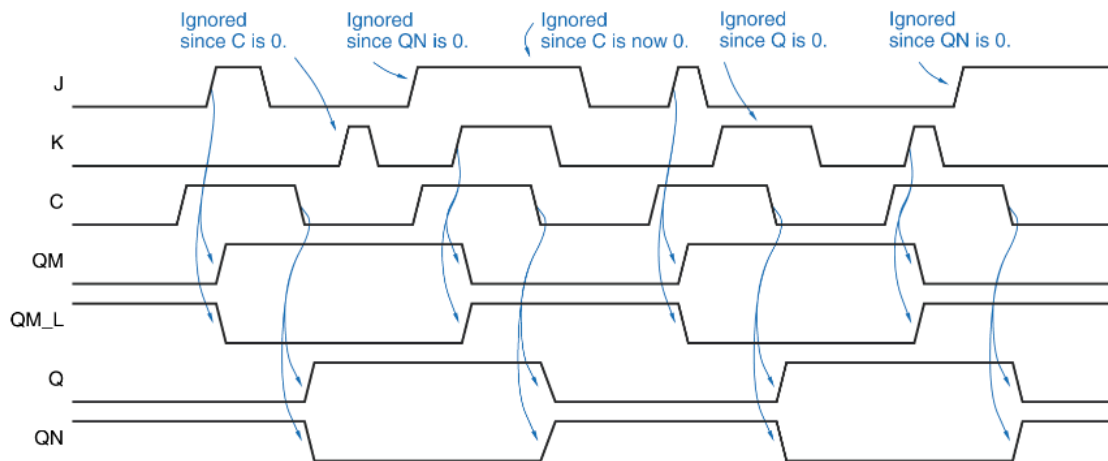 Ignored
since C is 0.
Ignored
since QN is 0.
Ignored
since C is now 0.
Ignored
since Q is 0.
Ignored
since QN is 0.
J
K
C
QM
QM_L
Q
QN